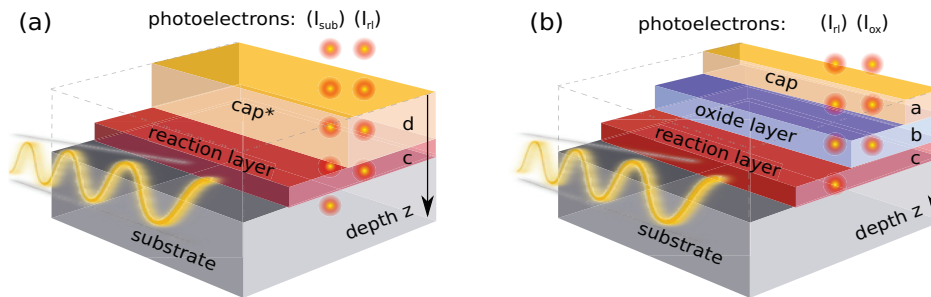 (a)
photoelectrons: (I_sub) (I_rl)
cap*
d
reaction layer
c
depth z
substrate
(b)
photoelectrons: (I_rl) (I_ox)
cap
a
oxide layer
b
reaction layer
c
depth z
substrate